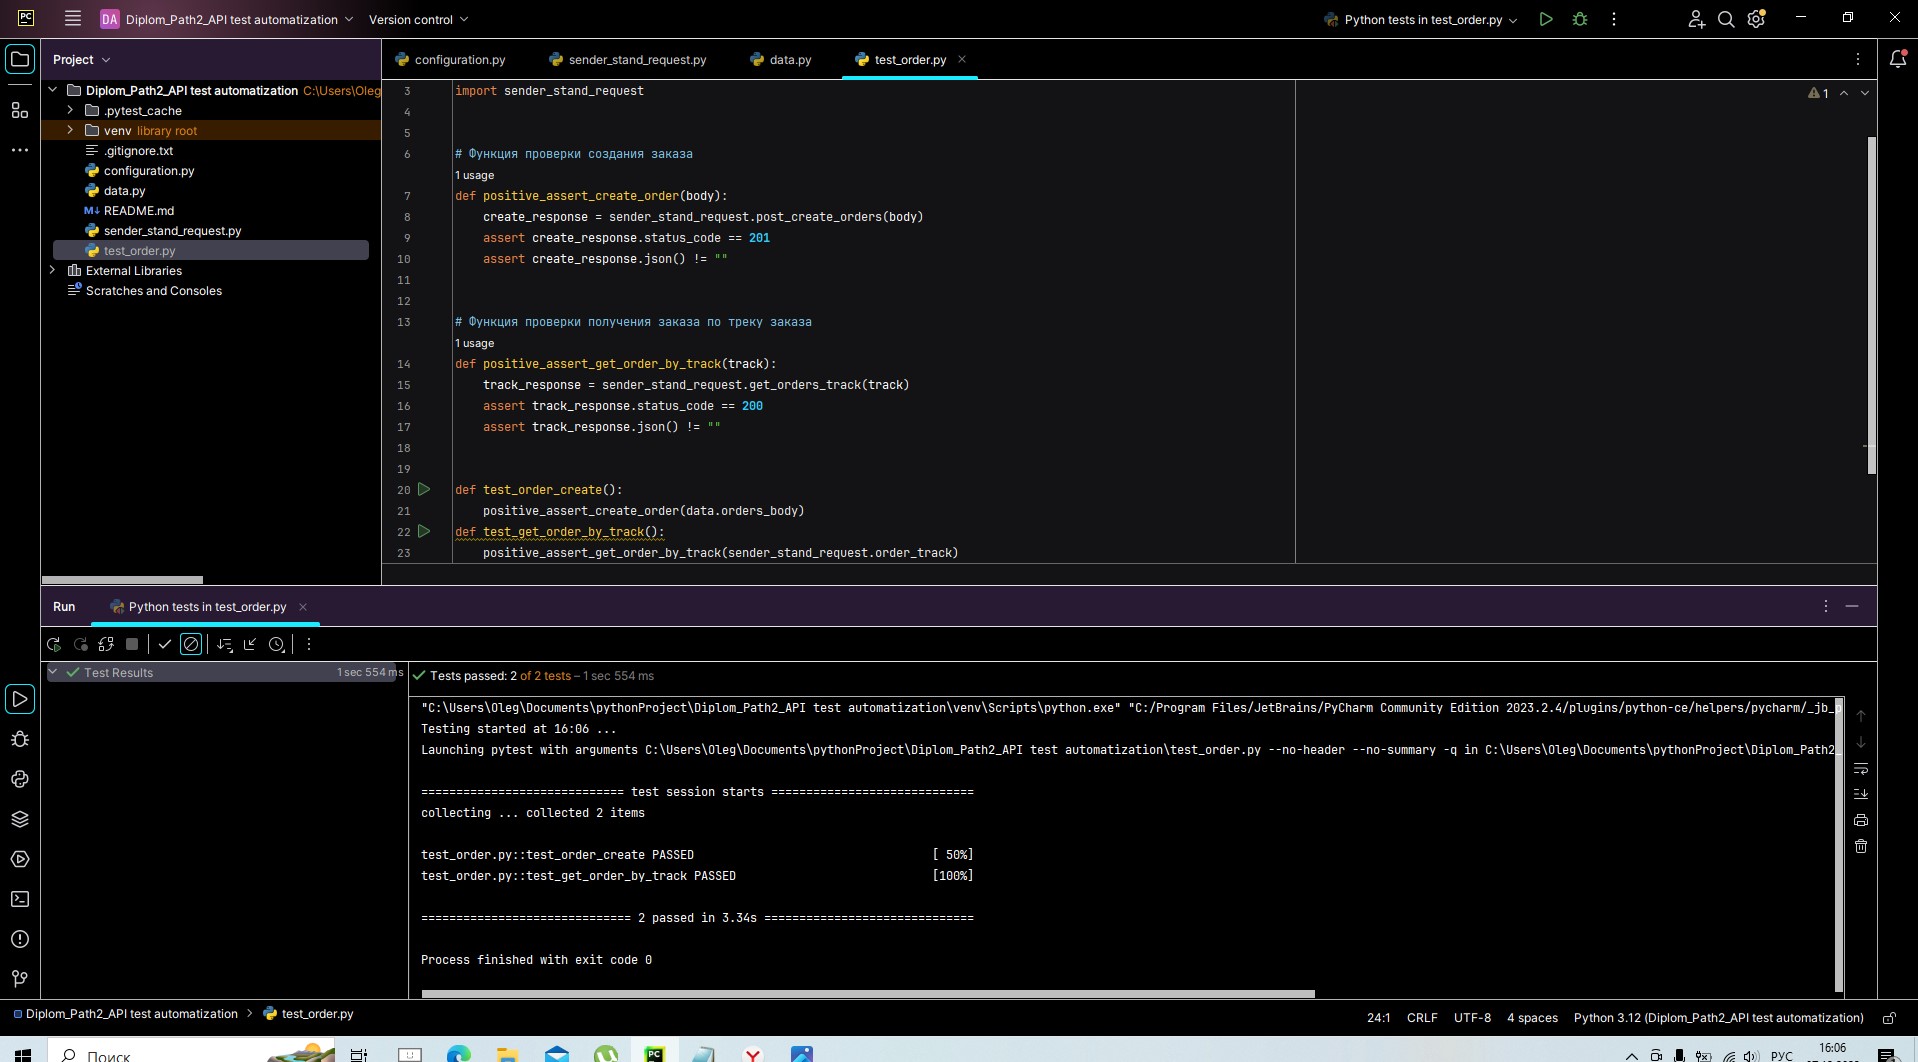 PC
DA Diplom_Path2_API test automatization
Version control
Python tests in test_order.py
Project
configuration.py
sender_stand_request.py
data.py
test_order.py
Diplom_Path2_API test automatization C:\Users\Oleg
.pytest_cache
venv library root
.gitignore.txt
configuration.py
data.py
M↓ README.md
sender_stand_request.py
test_order.py
External Libraries
Scratches and Consoles
1
3 import sender_stand_request
4
5
6 # Функция проверки создания заказа
1 usage
7 def positive_assert_create_order(body):
8 create_response = sender_stand_request.post_create_orders(body)
9 assert create_response.status_code == 201
10 assert create_response.json() != ""
11
12
13 # Функция проверки получения заказа по треку заказа
1 usage
14 def positive_assert_get_order_by_track(track):
15 track_response = sender_stand_request.get_orders_track(track)
16 assert track_response.status_code == 200
17 assert track_response.json() != ""
18
19
20 def test_order_create():
21 positive_assert_create_order(data.orders_body)
22 def test_get_order_by_track():
23 positive_assert_get_order_by_track(sender_stand_request.order_track)
Run
Python tests in test_order.py
Test Results 1 sec 554 ms
Tests passed: 2 of 2 tests – 1 sec 554 ms
"C:\Users\Oleg\Documents\pythonProject\Diplom_Path2_API test automatization\venv\Scripts\python.exe" "C:/Program Files/JetBrains/PyCharm Community Edition 2023.2.4/plugins/python-ce/helpers/pycharm/_jb_p
Testing started at 16:06 ...
Launching pytest with arguments C:\Users\Oleg\Documents\pythonProject\Diplom_Path2_API test automatization\test_order.py --no-header --no-summary -q in C:\Users\Oleg\Documents\pythonProject\Diplom_Path2_
============================= test session starts =============================
collecting ... collected 2 items
test_order.py::test_order_create PASSED [ 50%]
test_order.py::test_get_order_by_track PASSED [100%]
============================== 2 passed in 3.34s ==============================
Process finished with exit code 0
Diplom_Path2_API test automatization > test_order.py
24:1 CRLF UTF-8 4 spaces Python 3.12 (Diplom_Path2_API test automatization)
Поиск
PC
Y
РУС
16:06